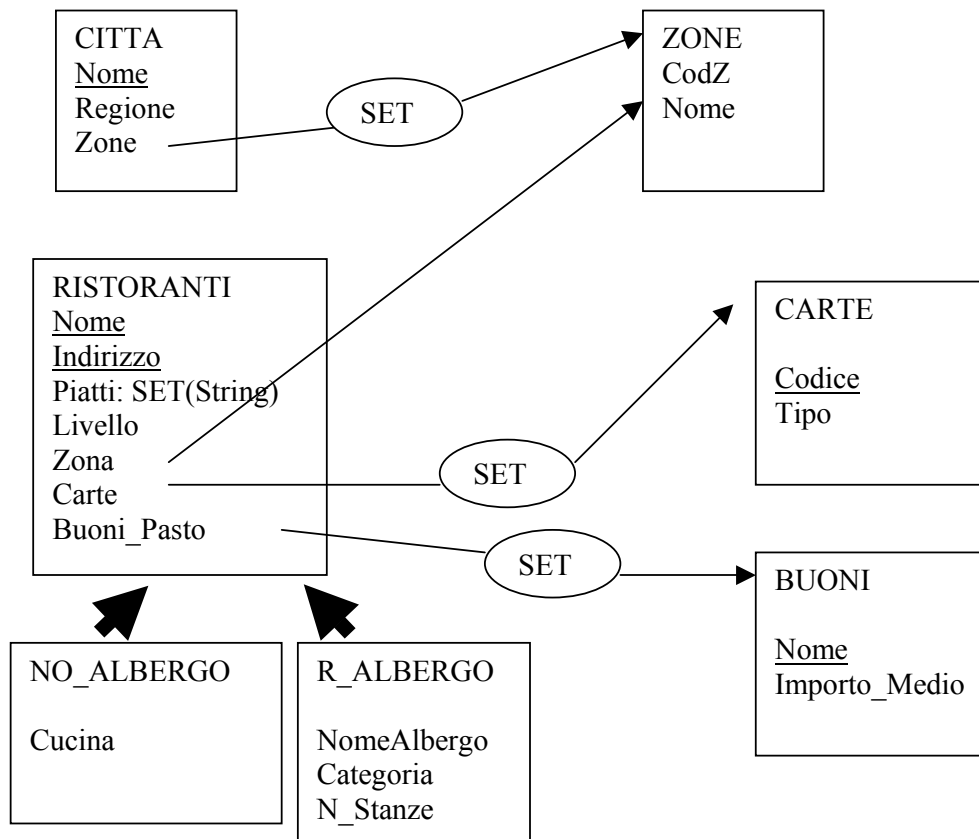 CITTA
Nome
Regione
Zone
SET
ZONE
CodZ
Nome
RISTORANTI
Nome
Indirizzo
Piatti: SET(String)
Livello
Zona
Carte
Buoni_Pasto
SET
CARTE
Codice
Tipo
SET
BUONI
Nome
Importo_Medio
NO_ALBERGO
Cucina
R_ALBERGO
NomeAlbergo
Categoria
N_Stanze